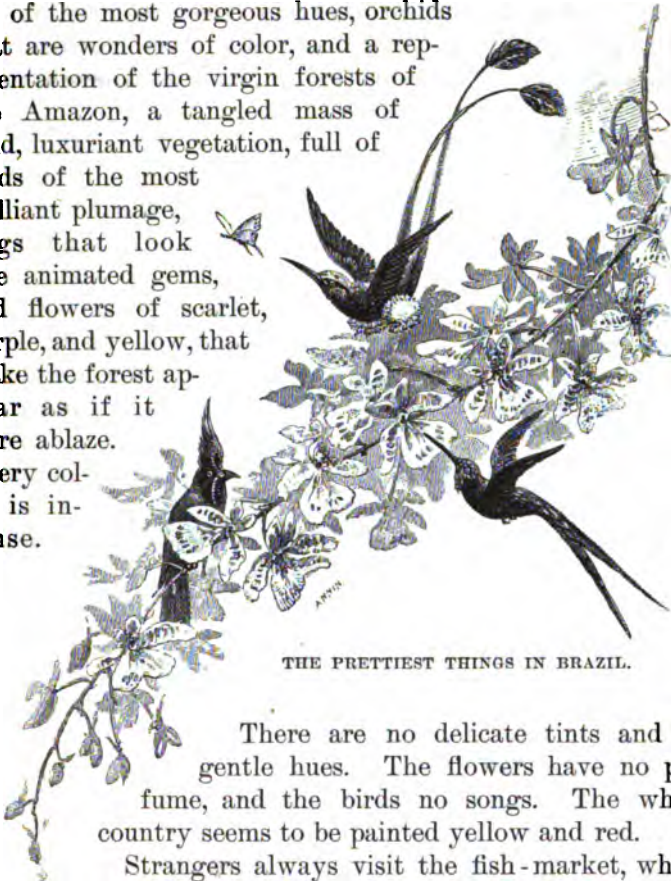 of the most gorgeous hues, orchids
are wonders of color, and a rep-
entation of the virgin forests of
Amazon, a tangled mass of
luxuriant vegetation, full of
of the most
lliant plumage,
that look
animated gems,
flowers of scarlet,
rple, and yellow, that
ke the forest ap-
ar as if it
re ablaze.
ery col-
is in-
nse.
ANNIN
THE PRETTIEST THINGS IN BRAZIL.
There are no delicate tints and
gentle hues. The flowers have no
fume, and the birds no songs. The wh
country seems to be painted yellow and red.
Strangers always visit the fish-market, wh